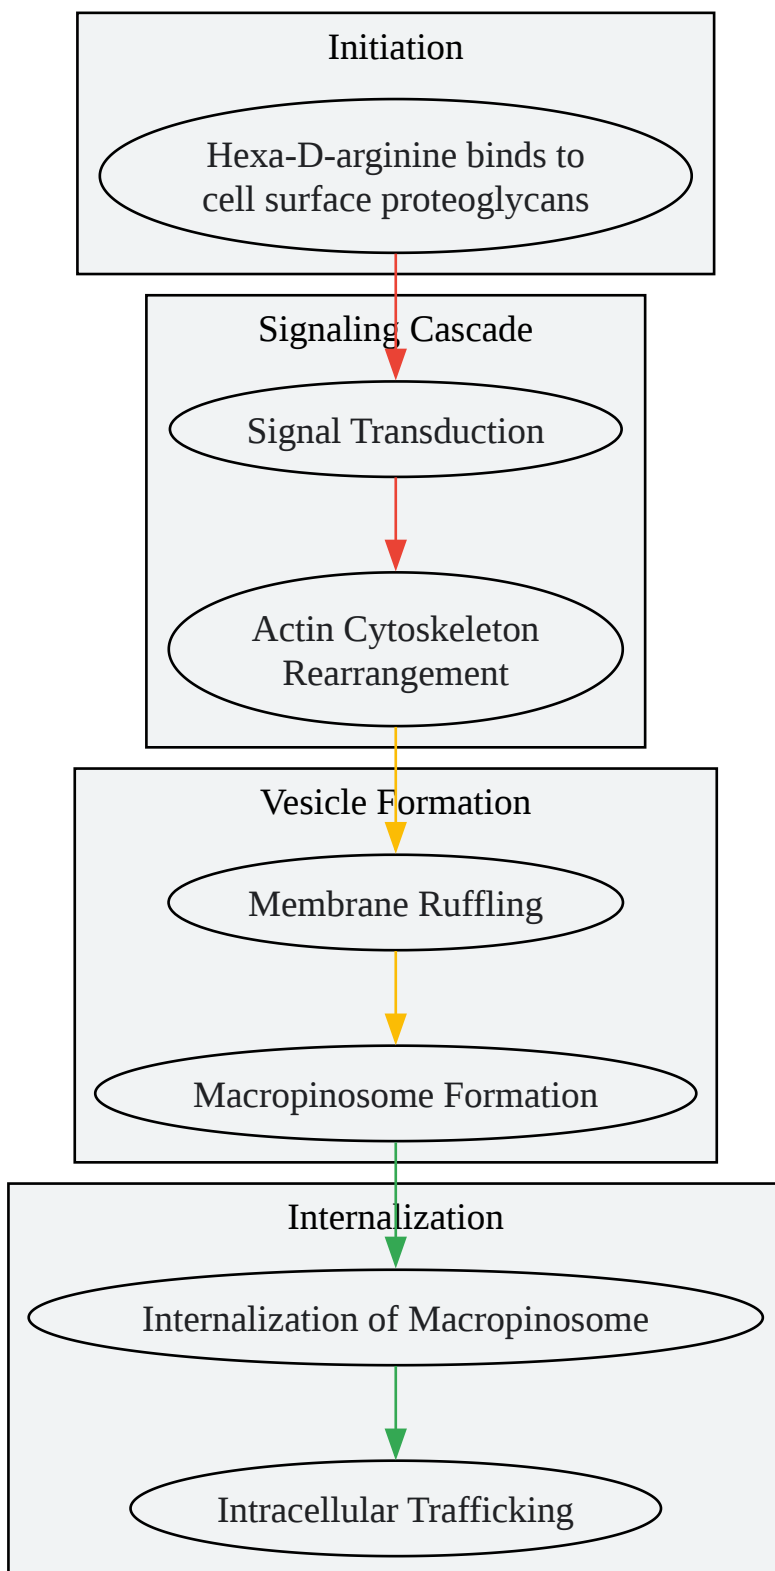 Initiation
Hexa-D-arginine binds to
cell surface proteoglycans
Signaling Cascade
Signal Transduction
Actin Cytoskeleton
Rearrangement
Vesicle Formation
Membrane Ruffling
Macropinosome Formation
Internalization
Internalization of Macropinosome
Intracellular Trafficking